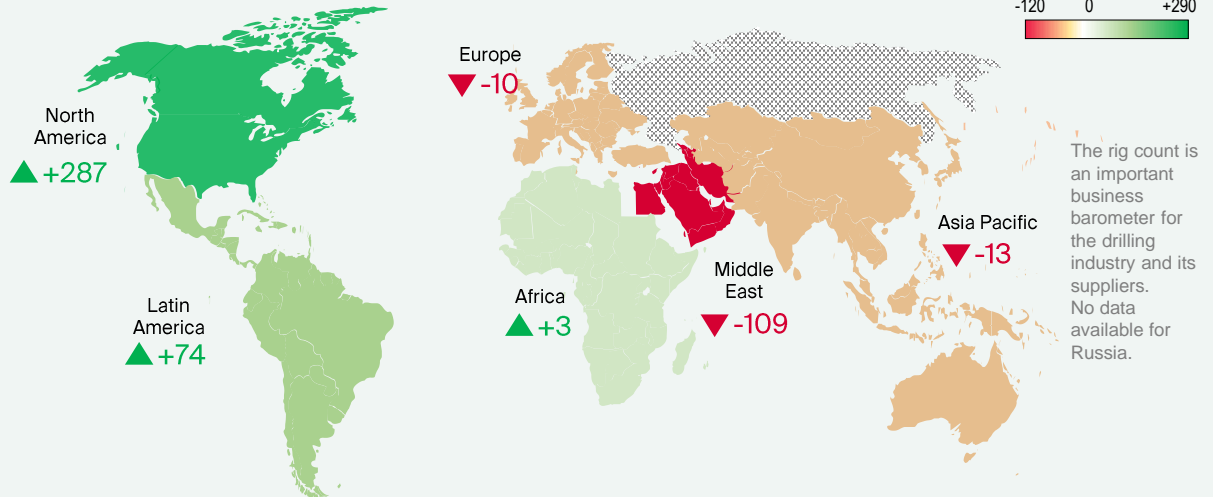 -120 0 +290
Europe
-10
North
America
+287
The rig count is
an important
business
barometer for
the drilling
industry and its
suppliers.
No data
available for
Russia.
Asia Pacific
-13
Middle
East
-109
Africa
+3
Latin
America
+74